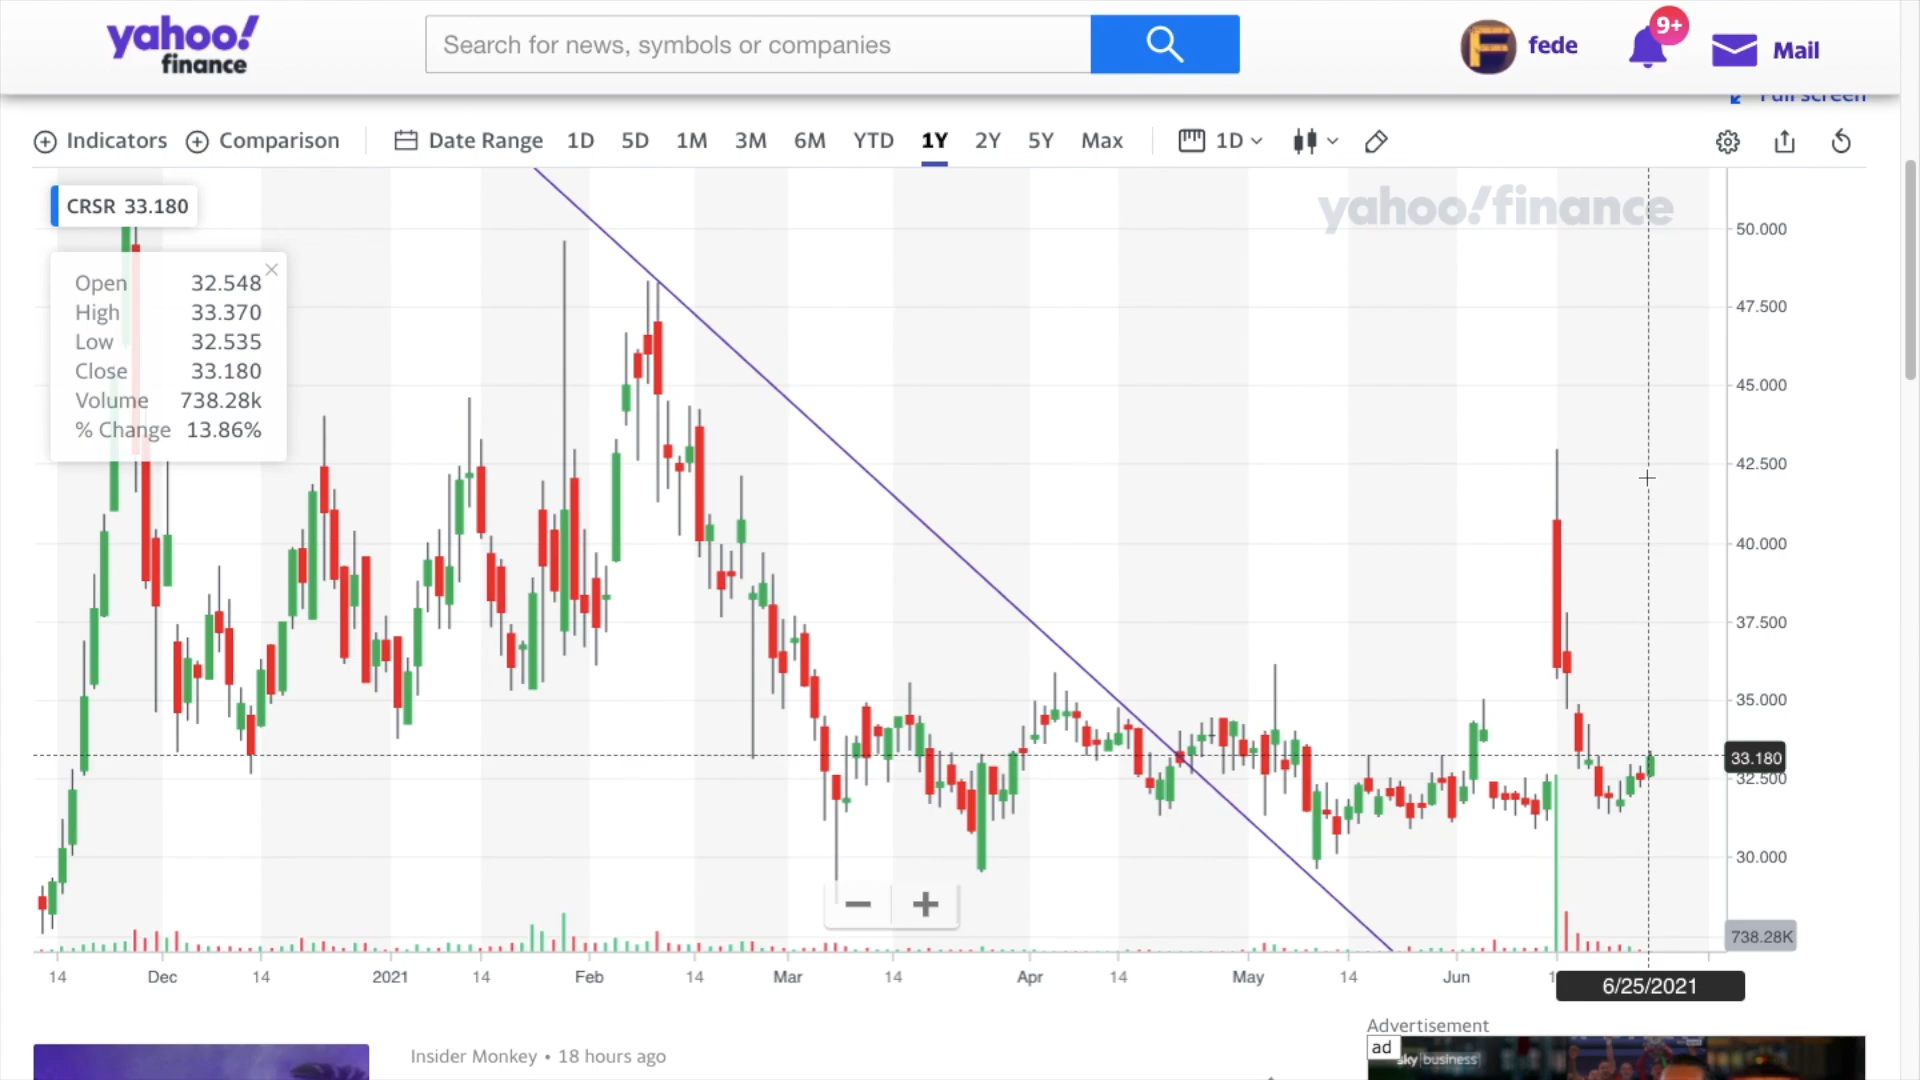 yahoo!
finance
Search for news, symbols or companies
fede
9+
Mail
Full screen
Indicators
Comparison
Date Range
1D
5D
1M
3M
6M
YTD
1Y
2Y
5Y
Max
1D
CRSR 33.180
yahoo!finance
Open 32.548
High 33.370
Low 32.535
Close 33.180
Volume 738.28k
% Change 13.86%
50.000
47.500
45.000
42.500
40.000
37.500
35.000
33.180
32.500
30.000
738.28K
14 Dec 14 2021 14 Feb 14 Mar 14 Apr 14 May 14 Jun
6/25/2021
Advertisement
Insider Monkey • 18 hours ago
ad
sky business